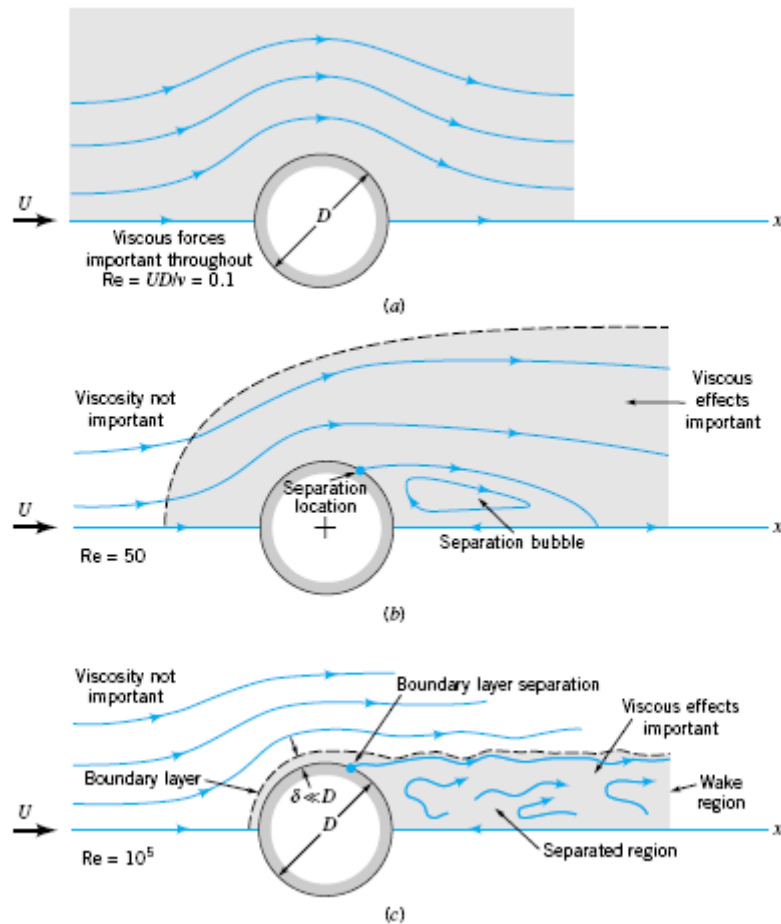 U
D
x
Viscous forces
important throughout
Re = UD/ν = 0.1
(a)
Viscosity not
important
Viscous
effects
important
Separation
location
U
x
Separation bubble
Re = 50
(b)
Viscosity not
important
Boundary layer separation
Viscous effects
important
Boundary layer
δ ≪ D
D
Wake
region
U
x
Separated region
Re = 10⁵
(c)